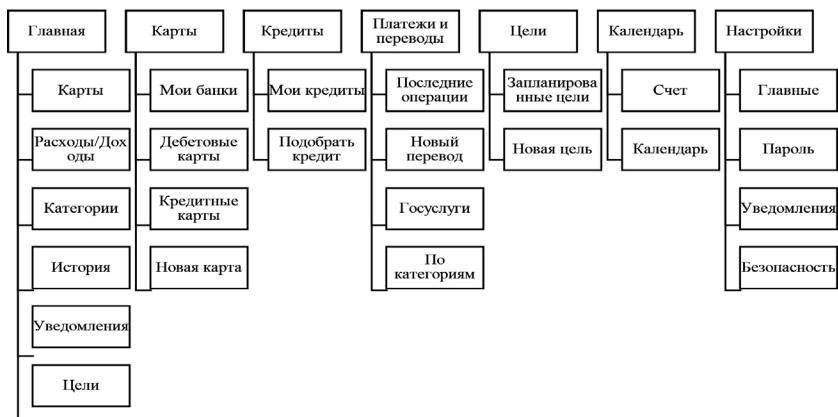 Главная
Карты
Расходы/Дох
оды
Категории
История
Уведомления
Цели
Карты
Мои банки
Дебетовые
карты
Кредитные
карты
Новая карта
Кредиты
Мои кредиты
Подобрать
кредит
Платежи и
переводы
Последние
операции
Новый
перевод
Госуслуги
По
категориям
Цели
Запланирова
нные цели
Новая цель
Календарь
Счет
Календарь
Настройки
Главные
Пароль
Уведомления
Безопасность